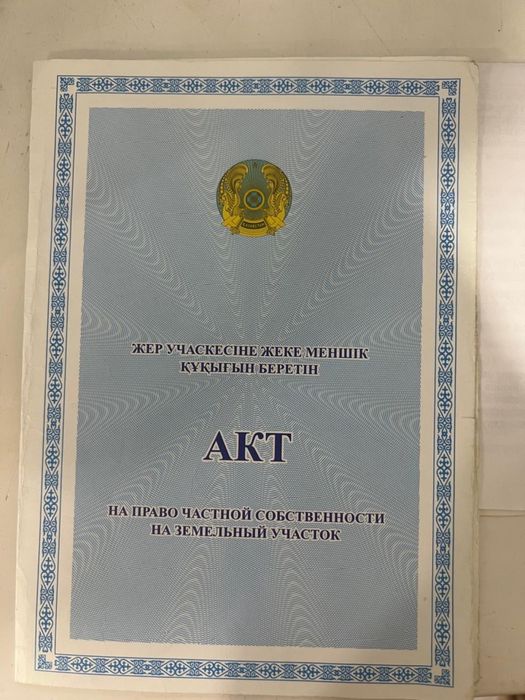 ЖЕР УЧАСКЕСІНЕ ЖЕКЕ МЕНШІК
ҚҰҚЫҒЫН БЕРЕТІН
АКТ
НА ПРАВО ЧАСТНОЙ СОБСТВЕННОСТИ
НА ЗЕМЕЛЬНЫЙ УЧАСТОК